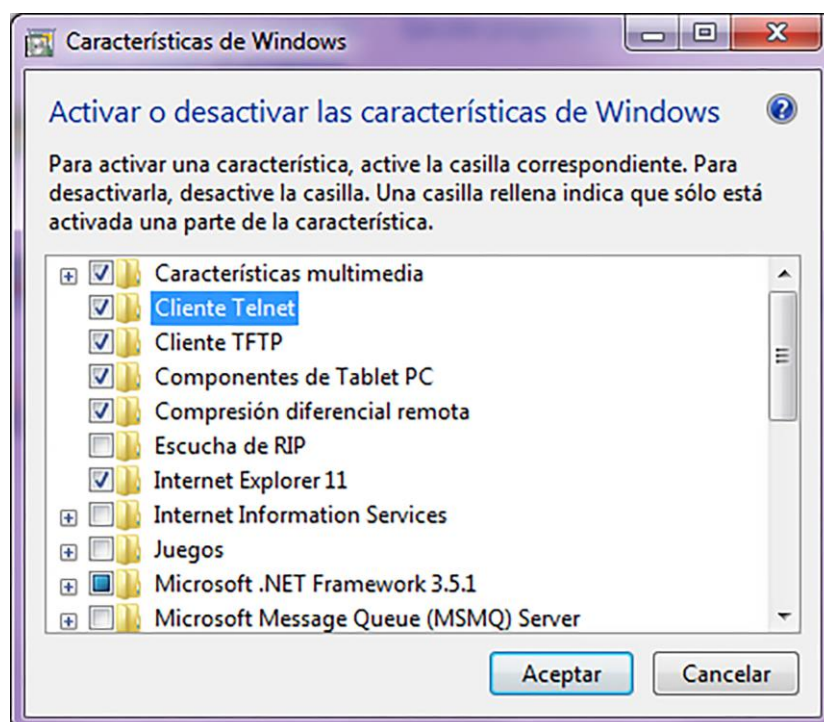 Características de Windows
Activar o desactivar las características de Windows
Para activar una característica, active la casilla correspondiente. Para
desactivarla, desactive la casilla. Una casilla rellena indica que sólo está
activada una parte de la característica.
Características multimedia
Cliente Telnet
Cliente TFTP
Componentes de Tablet PC
Compresión diferencial remota
Escucha de RIP
Internet Explorer 11
Internet Information Services
Juegos
Microsoft .NET Framework 3.5.1
Microsoft Message Queue (MSMQ) Server
Aceptar Cancelar